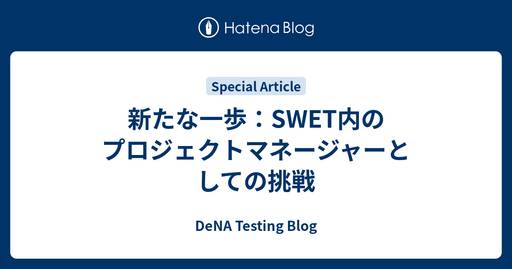 Hatena Blog
Special Article
新たな一歩：SWET内の
プロジェクトマネージャーと
しての挑戦
DeNA Testing Blog